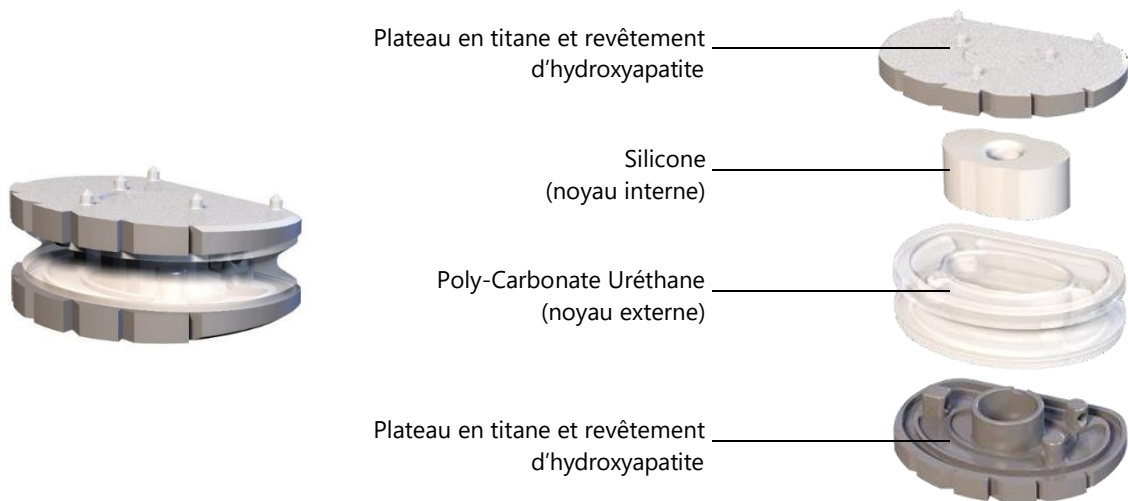 Plateau en titane et revêtement
d’hydroxyapatite
Silicone
(noyau interne)
Poly-Carbonate Uréthane
(noyau externe)
Plateau en titane et revêtement
d’hydroxyapatite